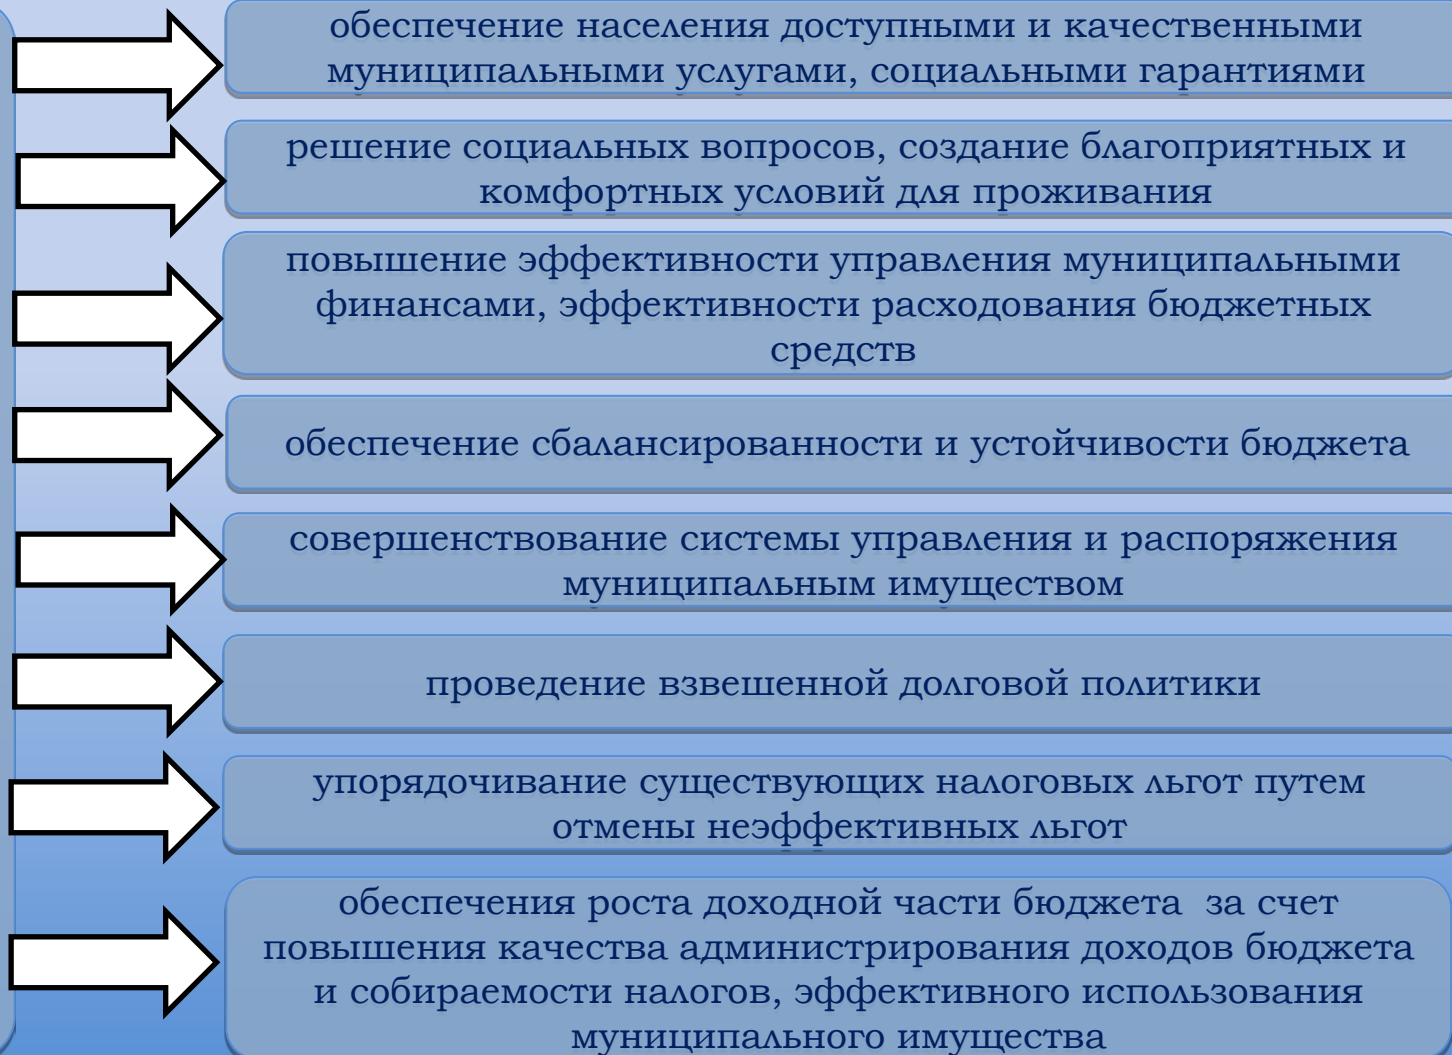 обеспечение населения доступными и качественными
муниципальными услугами, социальными гарантиями
решение социальных вопросов, создание благоприятных и
комфортных условий для проживания
повышение эффективности управления муниципальными
финансами, эффективности расходования бюджетных
средств
обеспечение сбалансированности и устойчивости бюджета
совершенствование системы управления и распоряжения
муниципальным имуществом
проведение взвешенной долговой политики
упорядочивание существующих налоговых льгот путем
отмены неэффективных льгот
обеспечения роста доходной части бюджета за счет
повышения качества администрирования доходов бюджета
и собираемости налогов, эффективного использования
муниципального имущества